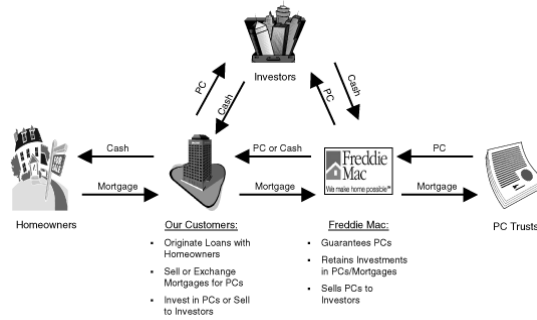 Investors
PC
Cash
PC
Cash
Cash
PC or Cash
PC
Freddie
Mac
We make home possible℠
Mortgage
Mortgage
Mortgage
Homeowners
Our Customers:
Freddie Mac:
PC Trusts
• Originate Loans with
Homeowners
• Sell or Exchange
Mortgages for PCs
• Invest in PCs or Sell
to Investors
• Guarantees PCs
• Retains Investments
in PCs/Mortgages
• Sells PCs to
Investors